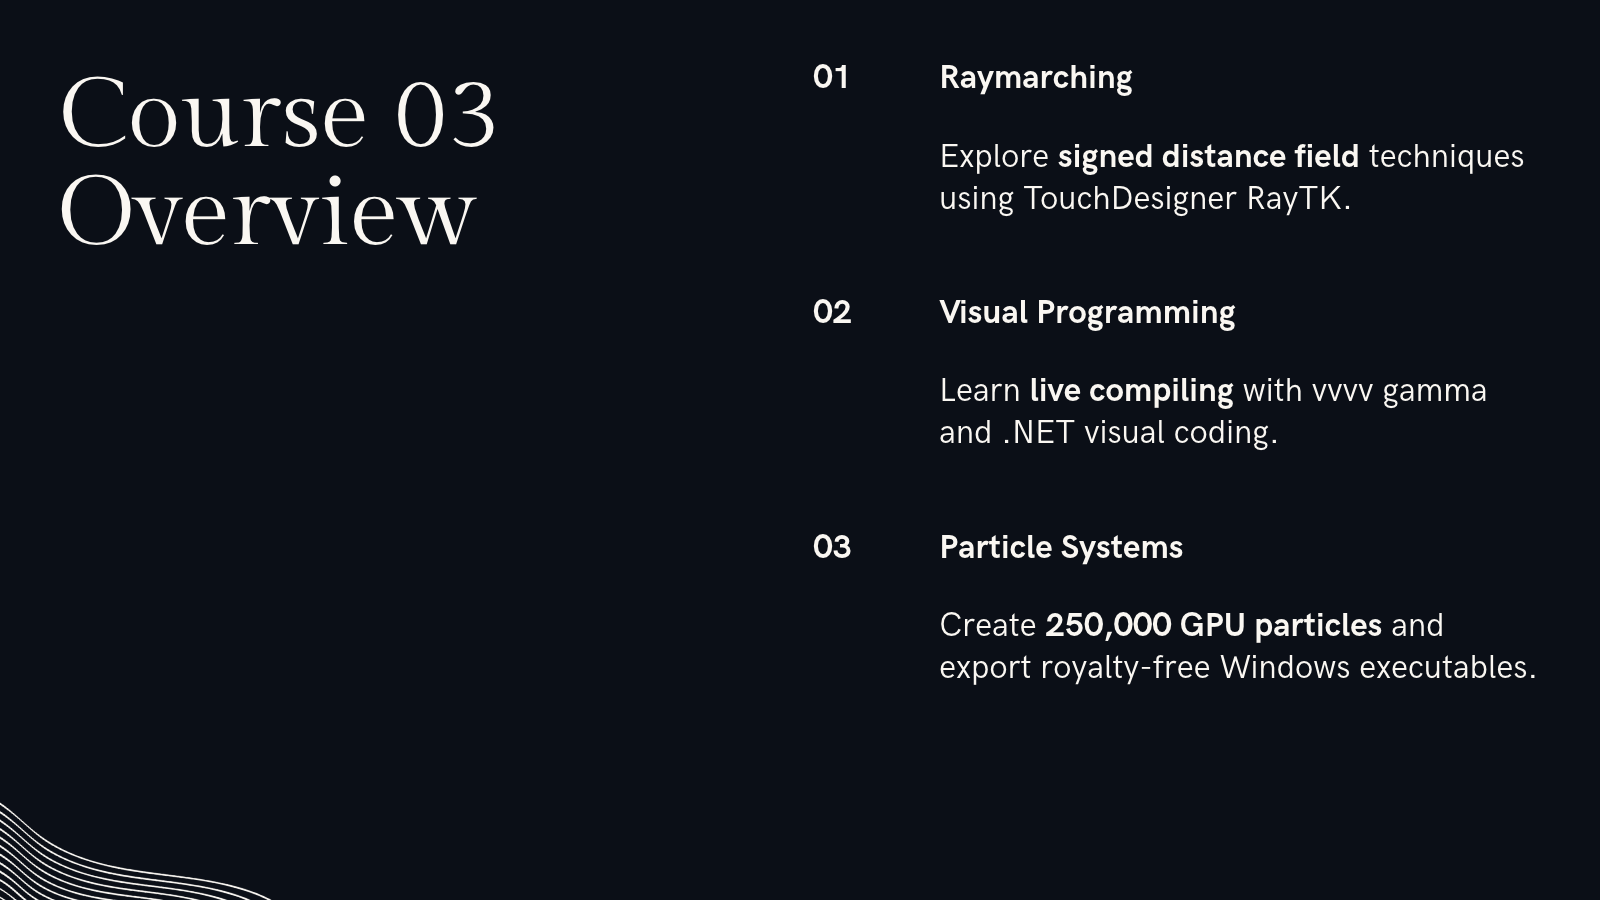 Course 03
Overview
01 Raymarching
Explore signed distance field techniques
using TouchDesigner RayTK.
02 Visual Programming
Learn live compiling with vvvv gamma
and .NET visual coding.
03 Particle Systems
Create 250,000 GPU particles and
export royalty-free Windows executables.